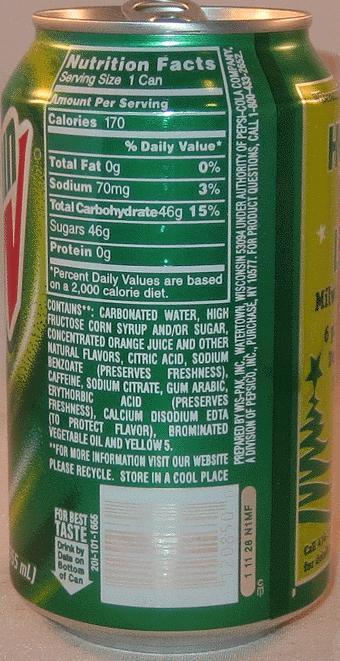 Nutrition Facts
Serving Size 1 Can
Amount Per Serving
Calories 170
% Daily Value*
Total Fat 0g 0%
Sodium 70mg 3%
Total Carbohydrate 46g 15%
Sugars 46g
Protein 0g
*Percent Daily Values are based
on a 2,000 calorie diet.
CONTAINS**: CARBONATED WATER, HIGH
FRUCTOSE CORN SYRUP AND/OR SUGAR,
CONCENTRATED ORANGE JUICE AND OTHER
NATURAL FLAVORS, CITRIC ACID, SODIUM
BENZOATE (PRESERVES FRESHNESS),
CAFFEINE, SODIUM CITRATE, GUM ARABIC,
ERYTHORBIC ACID (PRESERVES
FRESHNESS), CALCIUM DISODIUM EDTA
(TO PROTECT FLAVOR), BROMINATED
VEGETABLE OIL AND YELLOW 5.
**FOR MORE INFORMATION VISIT OUR WEBSITE
PLEASE RECYCLE. STORE IN A COOL PLACE
PREPARED BY WIS-PAK, INC., WATERTOWN, WISCONSIN 53094 UNDER AUTHORITY OF PEPSI-COLA COMPANY,
A DIVISION OF PEPSICO, INC., PURCHASE, NY 10577. FOR PRODUCT QUESTIONS, CALL 1-800-433-2652.
FOR BEST
TASTE
Drink by
Date on
Bottom
of Can
201-101-1665
1 11 28 N1MF
mL)